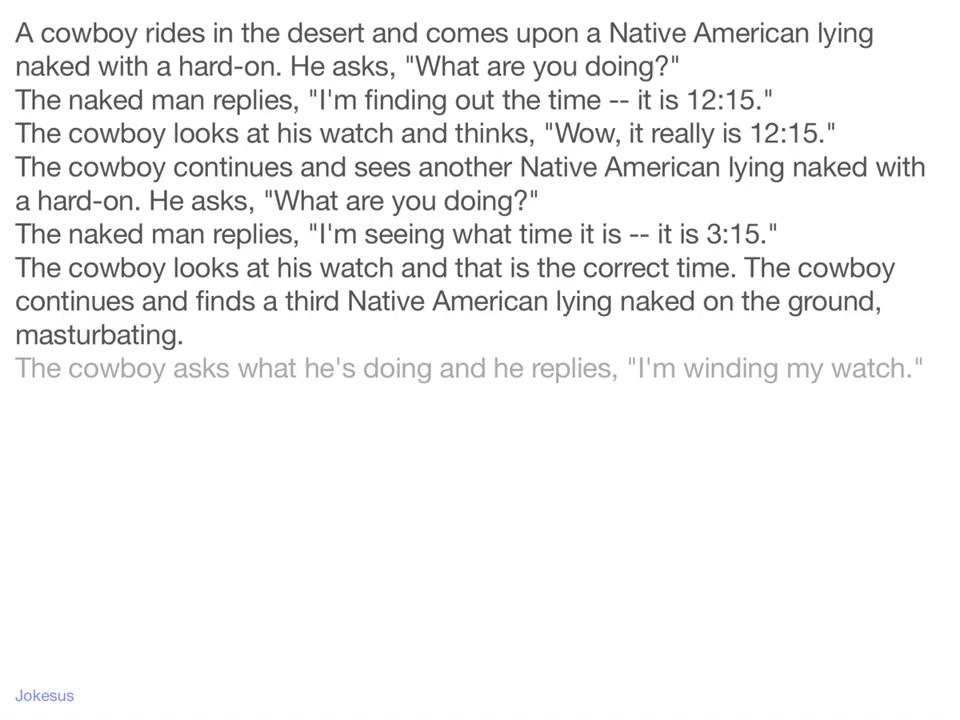 A cowboy rides in the desert and comes upon a Native American lying
naked with a hard-on. He asks, "What are you doing?"
The naked man replies, "I'm finding out the time -- it is 12:15."
The cowboy looks at his watch and thinks, "Wow, it really is 12:15."
The cowboy continues and sees another Native American lying naked with
a hard-on. He asks, "What are you doing?"
The naked man replies, "I'm seeing what time it is -- it is 3:15."
The cowboy looks at his watch and that is the correct time. The cowboy
continues and finds a third Native American lying naked on the ground,
masturbating.
The cowboy asks what he's doing and he replies, "I'm winding my watch."
Jokesus